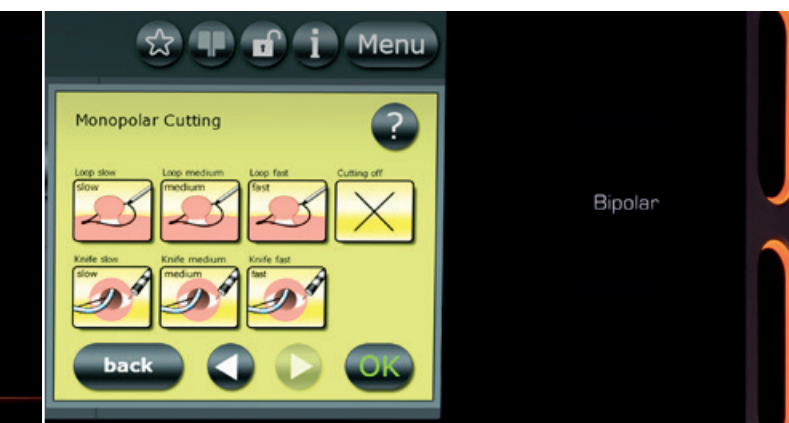 i Menu
Monopolar Cutting
?
Loop slow Loop medium Loop fast Cutting off
slow medium fast
Bipolar
Knife slow Knife medium Knife fast
slow medium fast
back OK